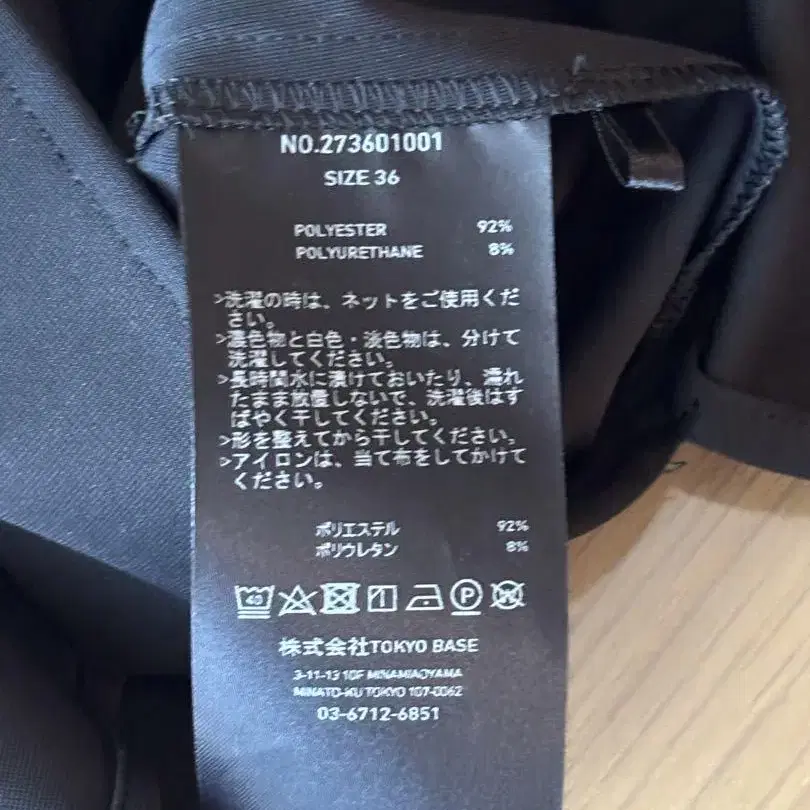 NO.273601001
SIZE 36
POLYESTER 92%
POLYURETHANE 8%
>洗濯の時は、ネットをご使用くだ
さい。
>濃色物と白色・淡色物は、分けて
洗濯してください。
>長時間水に漬けておいたり、濡れ
たまま放置しないで、洗濯後はす
ばやく干してください。
>形を整えてから干してください。
>アイロンは、当て布をしてかけて
ください。
ポリエステル 92%
ポリウレタン 8%
40 P W
株式会社TOKYO BASE
3-11-13 10F MINAMIAOYAMA
MINATO-KU TOKYO 107-0062
03-6712-6851